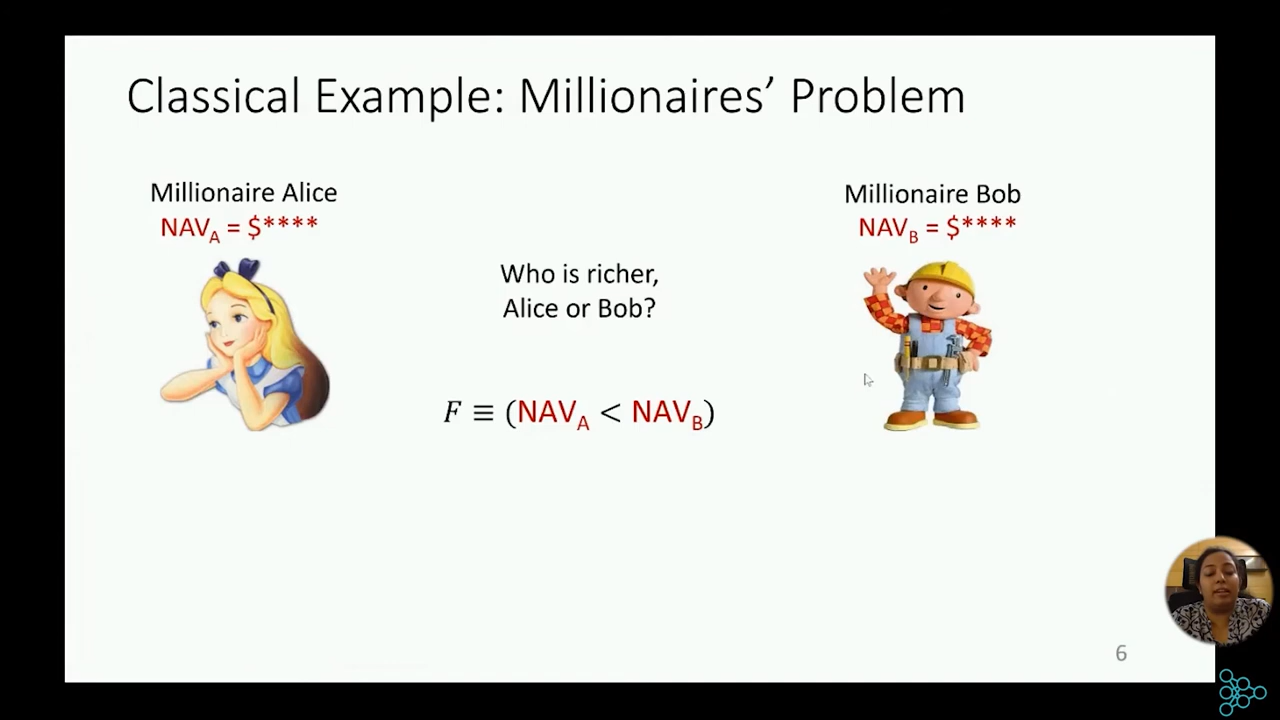 Classical Example: Millionaires’ Problem
Millionaire Alice
NAV_A = $****
Millionaire Bob
NAV_B = $****
Who is richer,
Alice or Bob?
F ≡ (NAV_A < NAV_B)
6